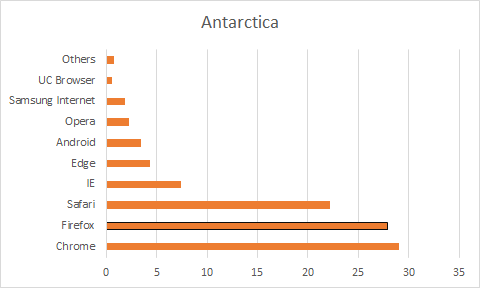 Antarctica
Others
UC Browser
Samsung Internet
Opera
Android
Edge
IE
Safari
Firefox
Chrome
0 5 10 15 20 25 30 35